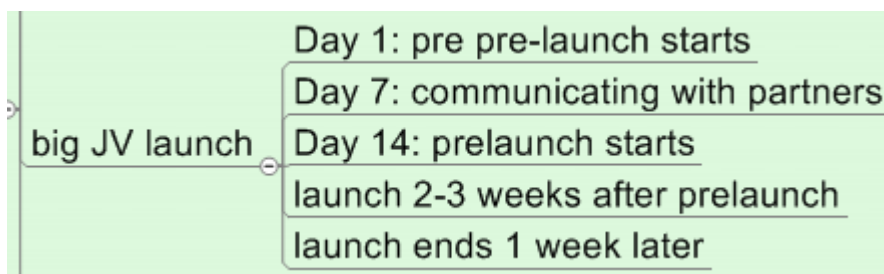 Day 1: pre pre-launch starts
Day 7: communicating with partners
big JV launch
Day 14: prelaunch starts
launch 2-3 weeks after prelaunch
launch ends 1 week later